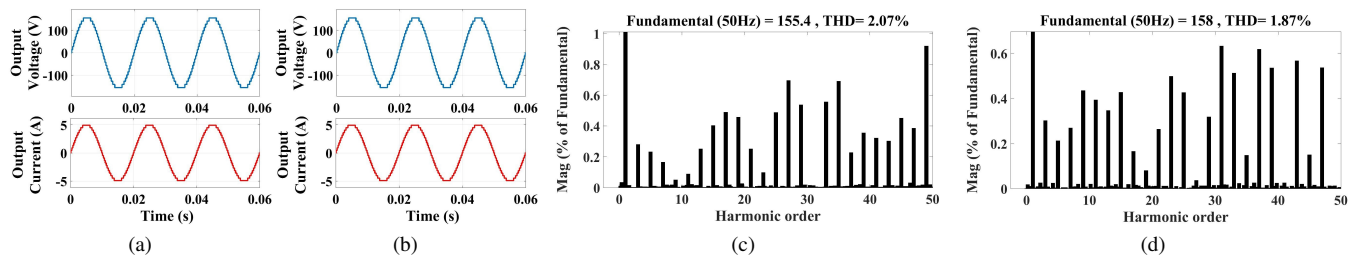 Output
Voltage (V)
100
0
-100
0
0.02
0.04
0.06
Output
Current (A)
5
0
-5
0
0.02
0.04
0.06
Time (s)
(a)
Output
Voltage (V)
100
0
-100
0
0.02
0.04
0.06
Output
Current (A)
5
0
-5
0
0.02
0.04
0.06
Time (s)
(b)
Fundamental (50Hz) = 155.4 , THD= 2.07%
Mag (% of Fundamental)
1
0.8
0.6
0.4
0.2
0
0
10
20
30
40
50
Harmonic order
(c)
Fundamental (50Hz) = 158 , THD= 1.87%
Mag (% of Fundamental)
0.6
0.4
0.2
0
0
10
20
30
40
50
Harmonic order
(d)